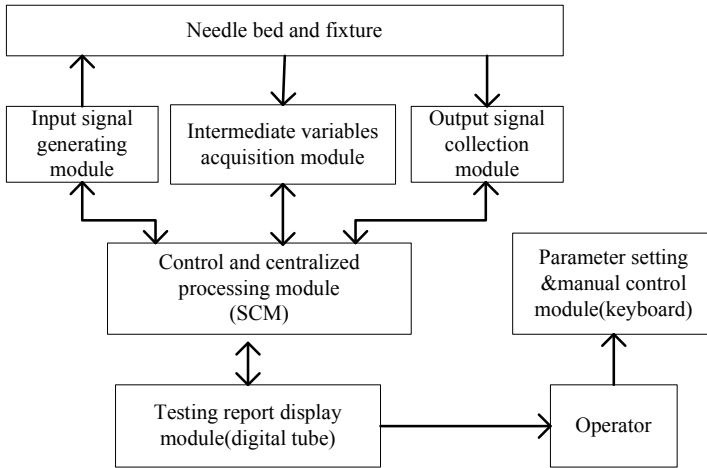 Needle bed and fixture
Input signal
generating
module
Intermediate variables
acquisition module
Output signal
collection
module
Control and centralized
processing module
(SCM)
Parameter setting
&manual control
module(keyboard)
Testing report display
module(digital tube)
Operator